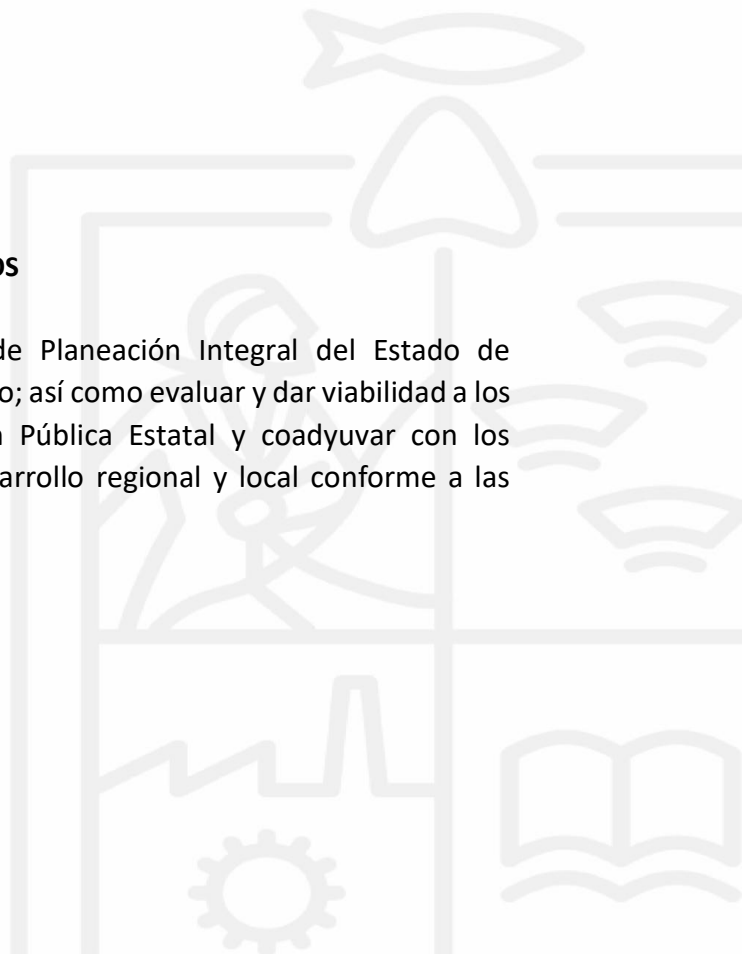 os
de Planeación Integral del Estado de
o; así como evaluar y dar viabilidad a los
Pública Estatal y coadyuvar con los
arrollo regional y local conforme a las